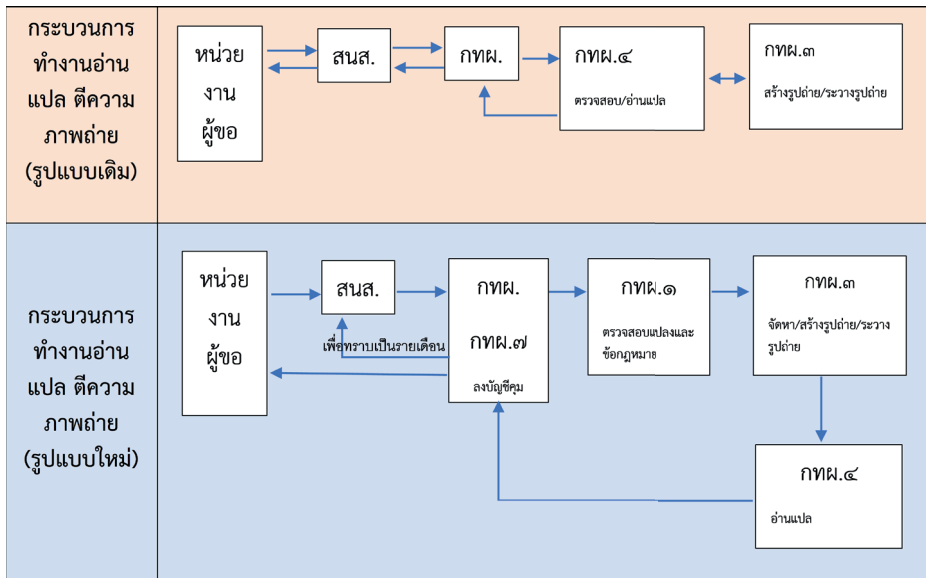 กระบวนการ
ทำงานอ่าน
แปล ตีความ
ภาพถ่าย
(รูปแบบเดิม)
หน่วย
งาน
ผู้ขอ
สนส.
กทผ.
กทผ.๔
ตรวจสอบ/อ่านแปล
กทผ.๓
สร้างรูปถ่าย/ระวางรูปถ่าย
กระบวนการ
ทำงานอ่าน
แปล ตีความ
ภาพถ่าย
(รูปแบบใหม่)
หน่วย
งาน
ผู้ขอ
สนส.
เพื่อทราบเป็นรายเดือน
กทผ.
กทผ.๗
ลงบัญชีคุม
กทผ.๑
ตรวจสอบแปลงและ
ข้อกฎหมาย
กทผ.๓
จัดหา/สร้างรูปถ่าย/ระวาง
รูปถ่าย
กทผ.๔
อ่านแปล